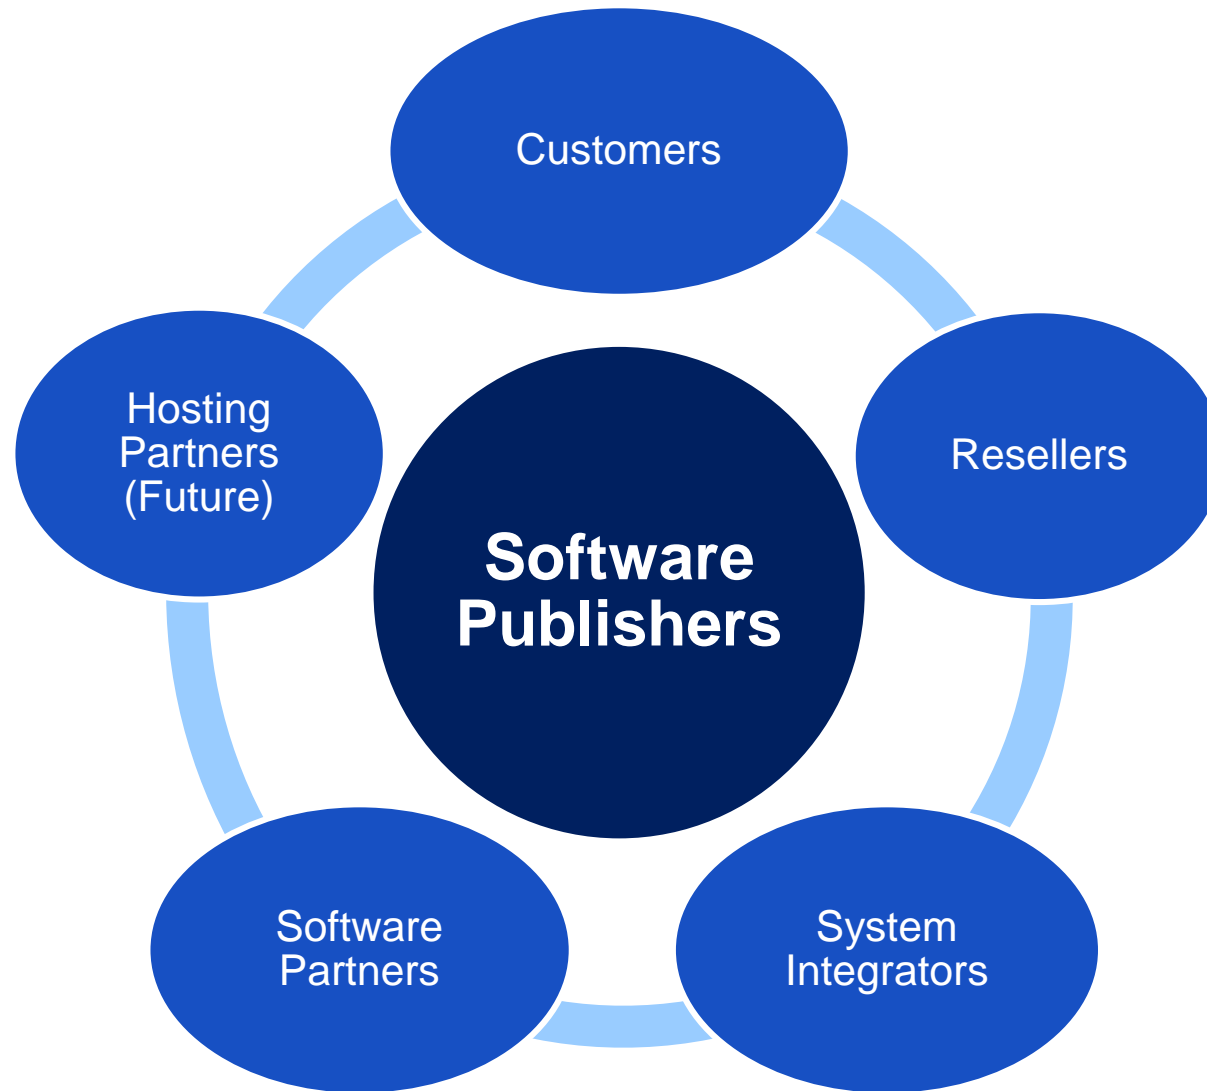 Customers
Hosting
Partners
(Future)
Resellers
Software
Publishers
Software
Partners
System
Integrators